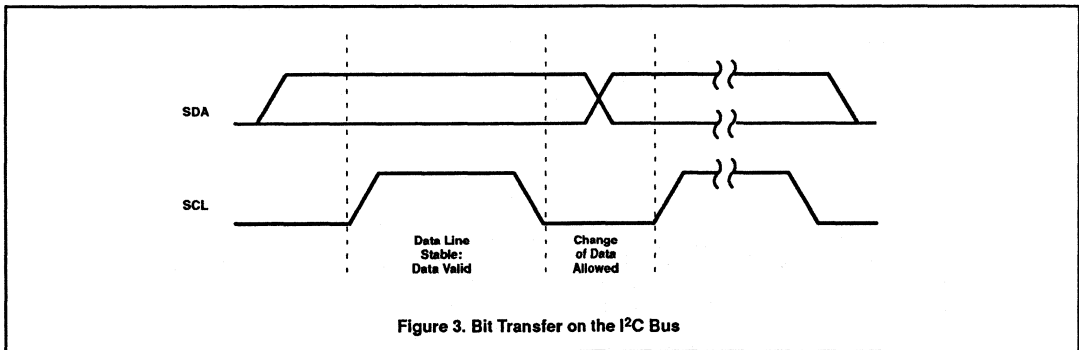 SDA
SCL
Data Line
Stable:
Data Valid
Change
of Data
Allowed
Figure 3. Bit Transfer on the I²C Bus